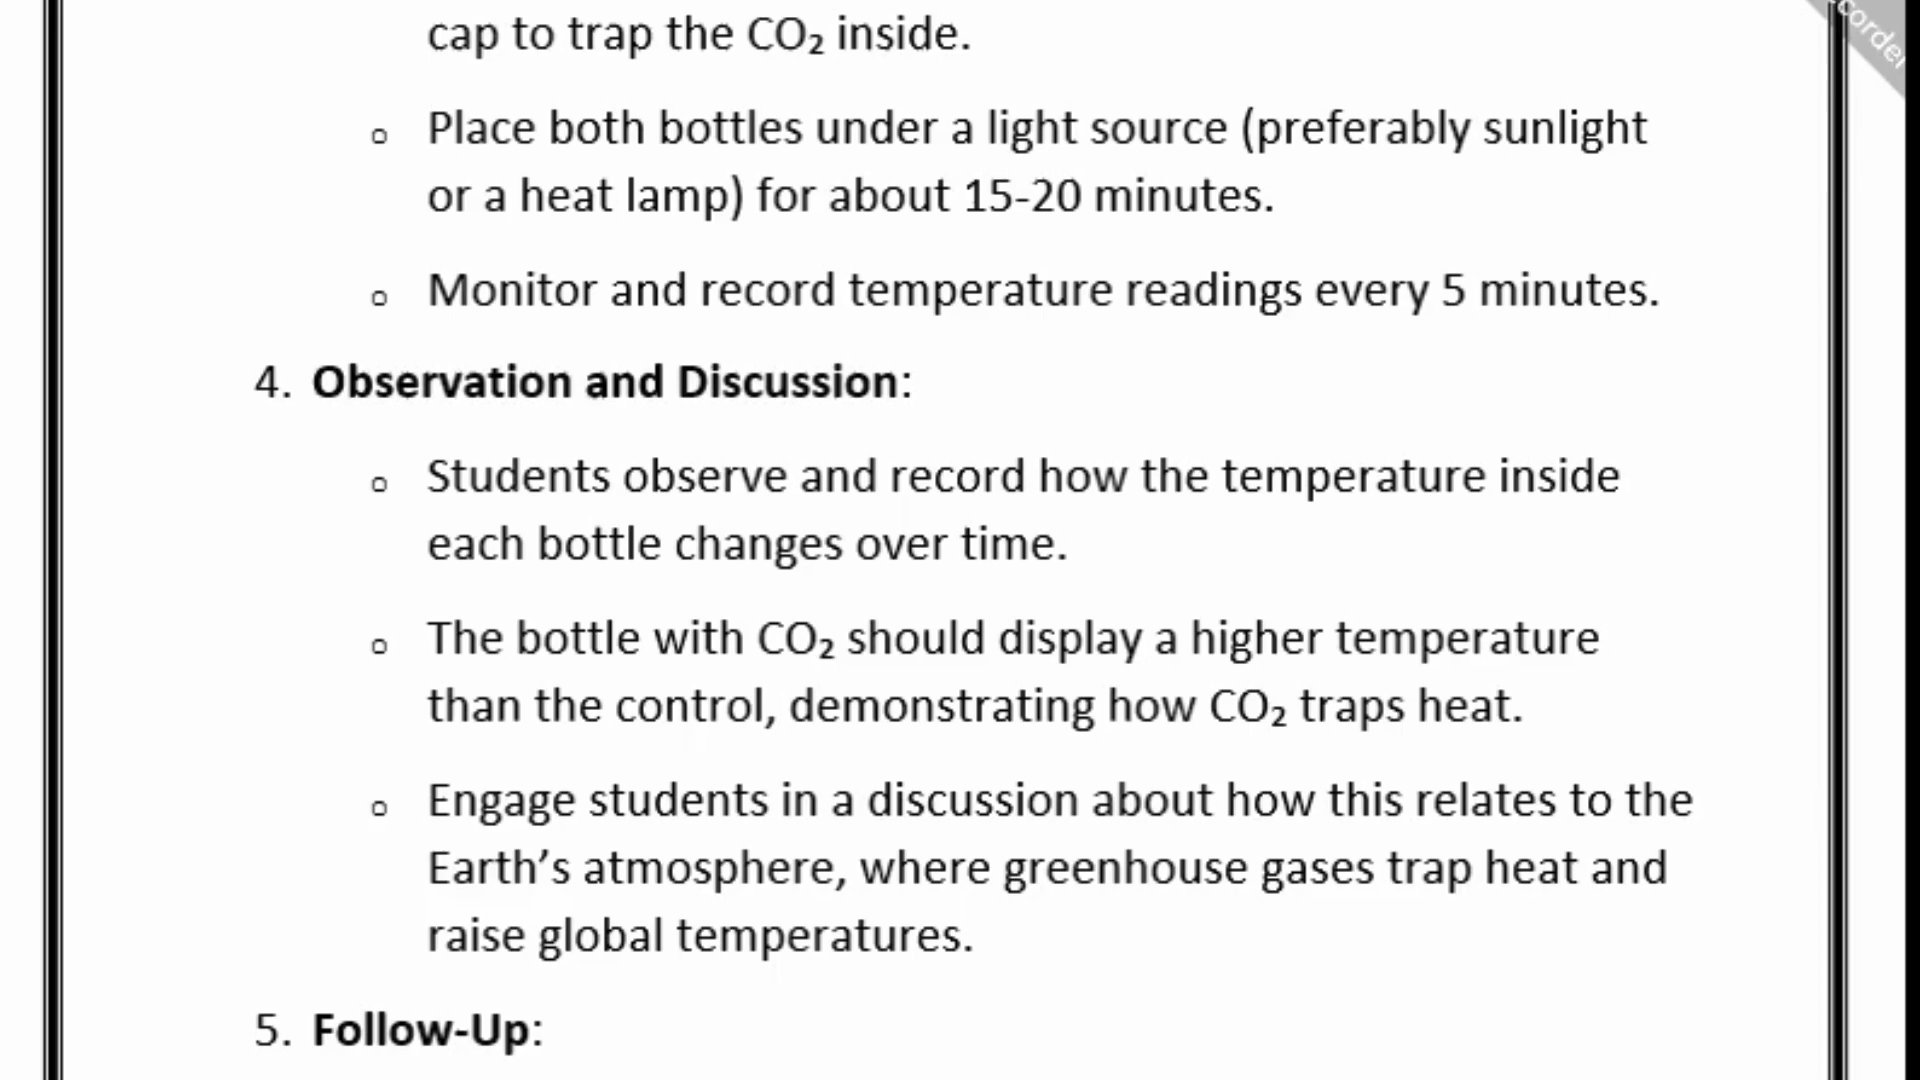 cap to trap the CO₂ inside.
o Place both bottles under a light source (preferably sunlight
or a heat lamp) for about 15-20 minutes.
o Monitor and record temperature readings every 5 minutes.
4. Observation and Discussion:
o Students observe and record how the temperature inside
each bottle changes over time.
o The bottle with CO₂ should display a higher temperature
than the control, demonstrating how CO₂ traps heat.
o Engage students in a discussion about how this relates to the
Earth’s atmosphere, where greenhouse gases trap heat and
raise global temperatures.
5. Follow-Up: